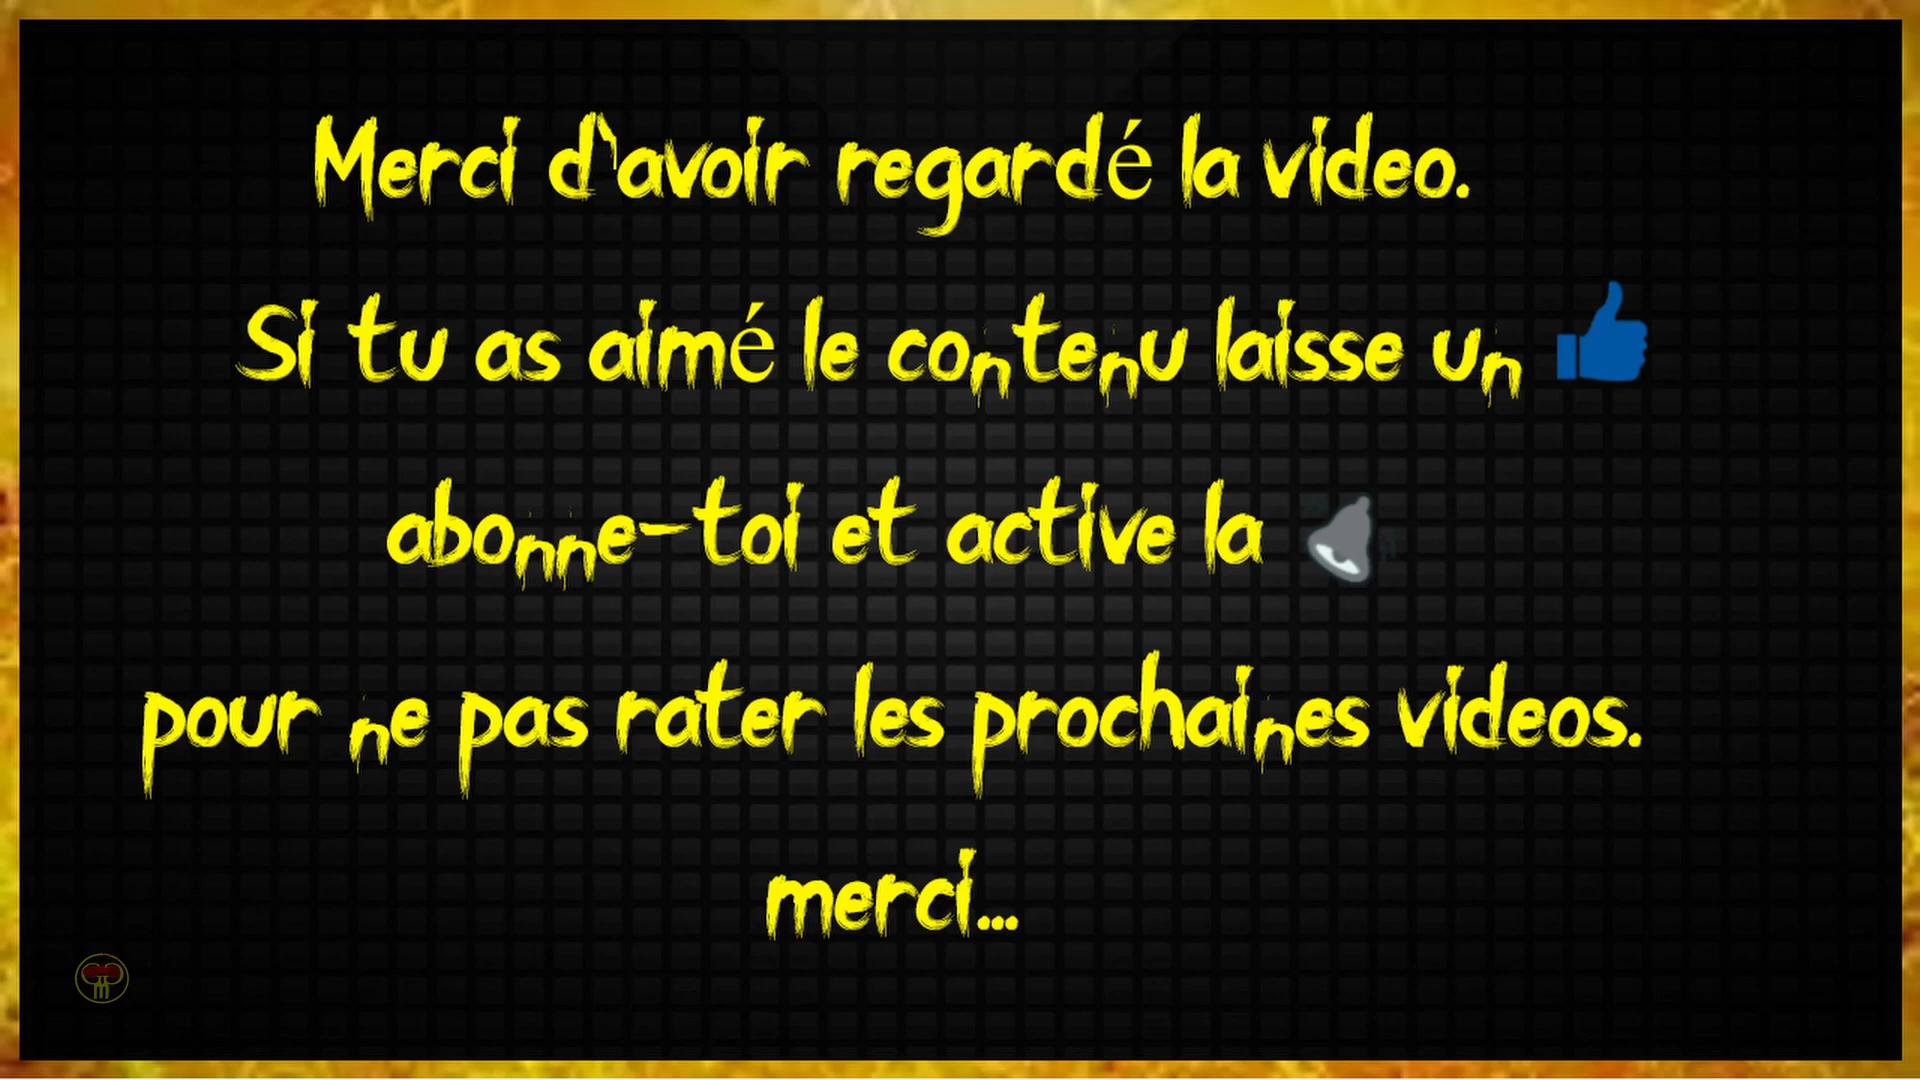 Merci d'avoir regardé la video.
Si tu as aimé le contenu laisse un
abonne-toi et active la
pour ne pas rater les prochaines videos.
merci...